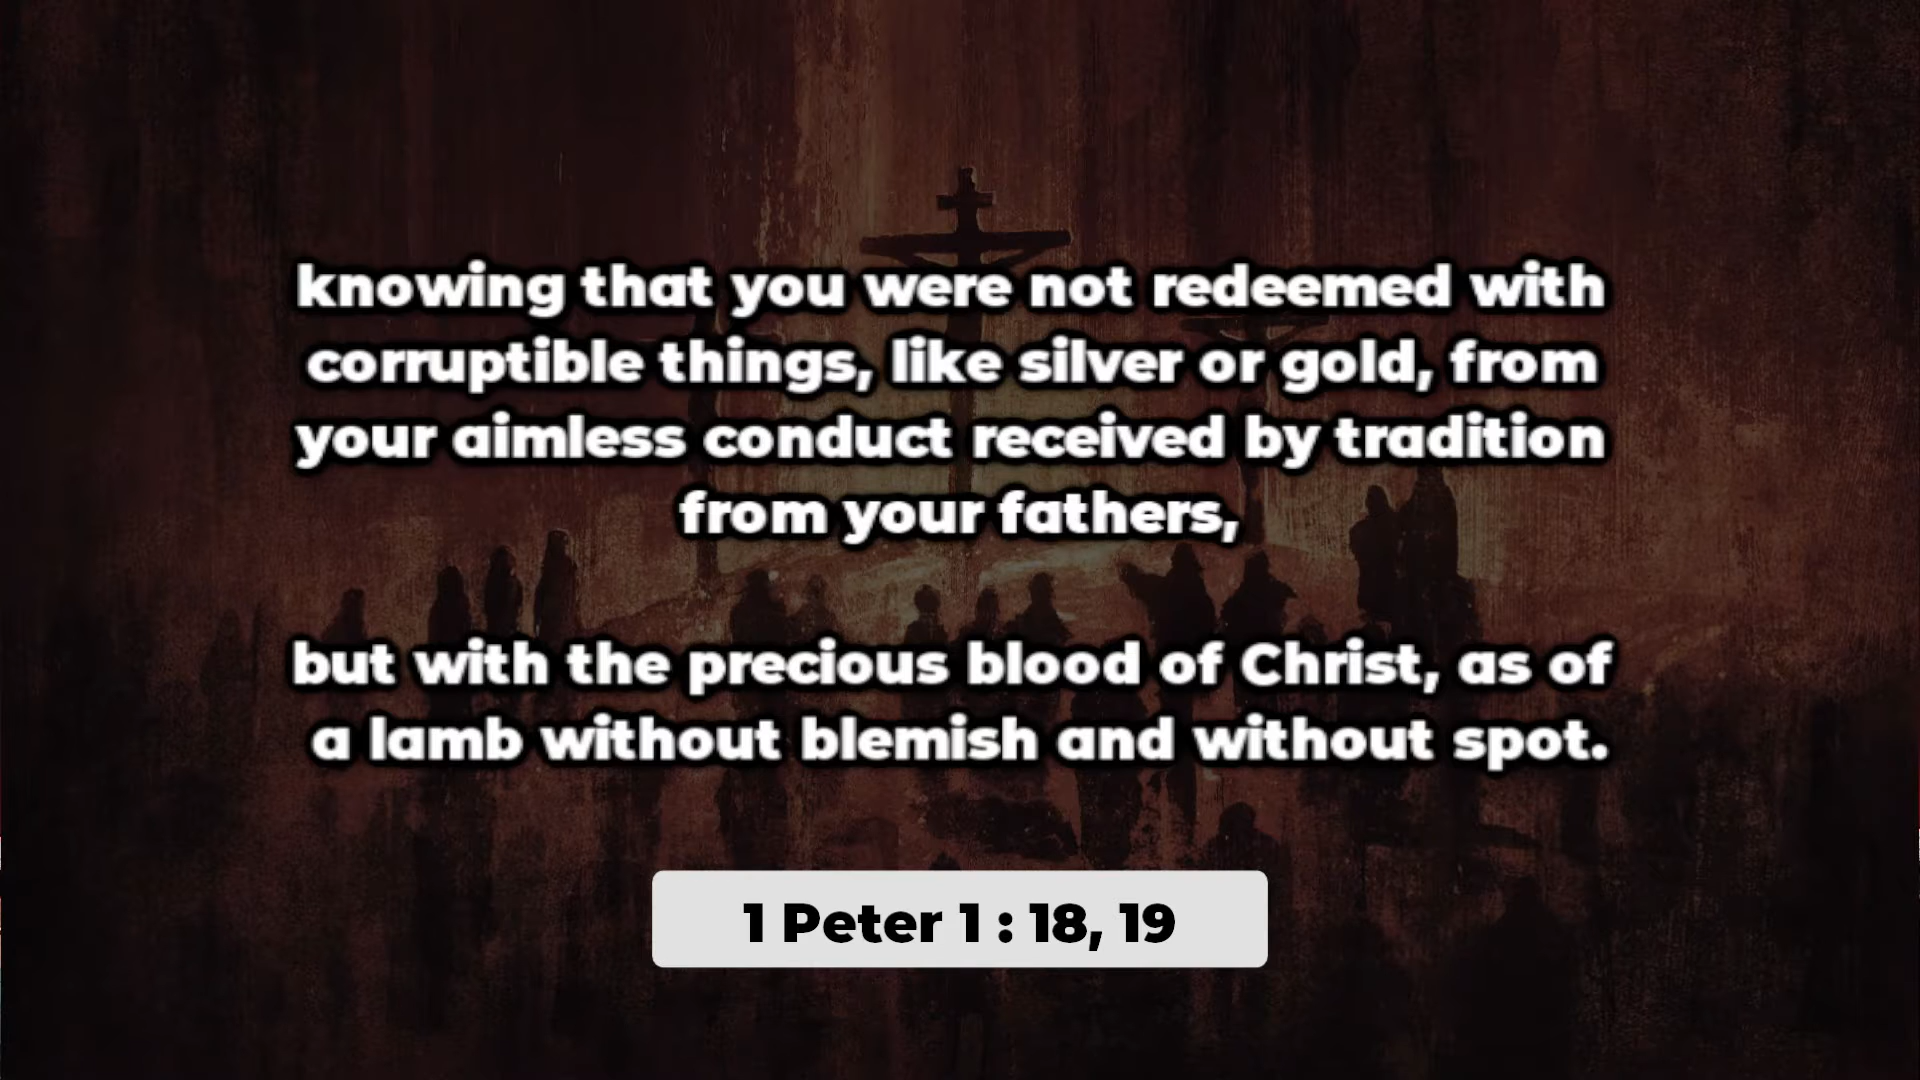 knowing that you were not redeemed with
corruptible things, like silver or gold, from
your aimless conduct received by tradition
from your fathers,
but with the precious blood of Christ, as of
a lamb without blemish and without spot.
1 Peter 1 : 18, 19